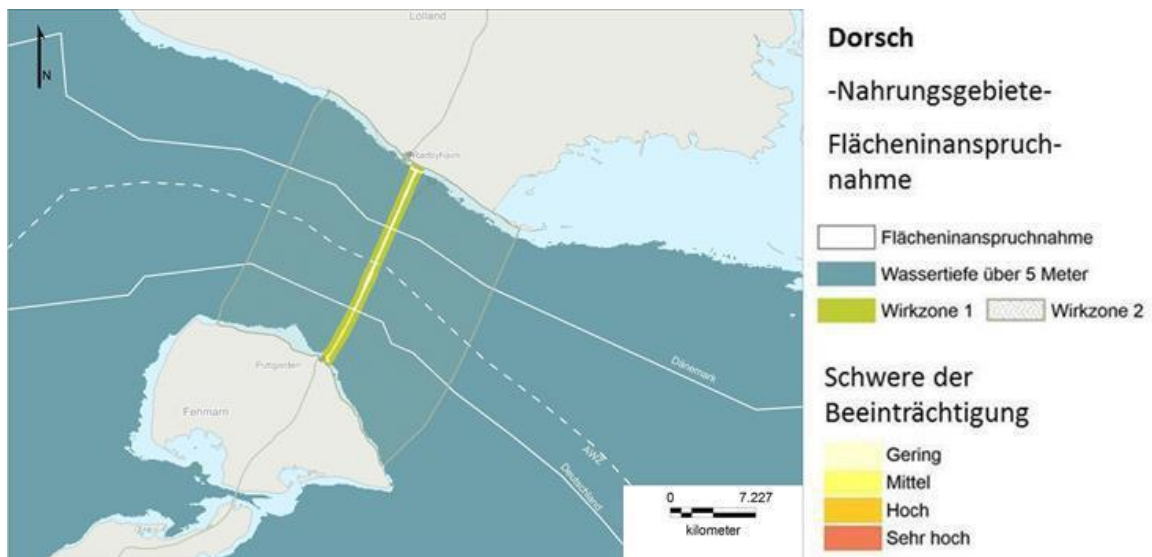 Lolland
N
Rødbyhavn
Puttgarden
Fehmarn
Dänemark
AWZ
Deutschland
0 7.227
kilometer
Dorsch
-Nahrungsgebiete-
Flächeninanspruch-
nahme
Flächeninanspruchnahme
Wassertiefe über 5 Meter
Wirkzone 1 Wirkzone 2
Schwere der
Beeinträchtigung
Gering
Mittel
Hoch
Sehr hoch